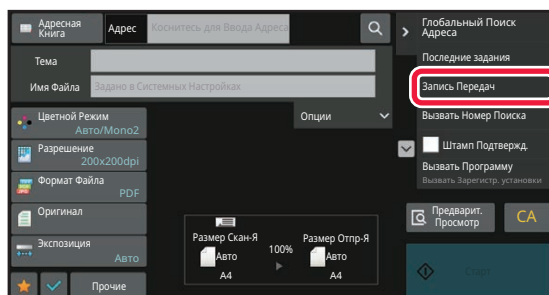 Адресная
Книга
Адрес
Коснитесь для Ввода Адреса
Тема
Имя Файла
Задано в Системных Настройках
Цветной Режим
Авто/Mono2
Опции
Разрешение
200x200dpi
Формат Файла
PDF
Оригинал
Экспозиция
Авто
Прочие
Размер Скан-Я
100%
Размер Отпр-Я
Авто
A4
Авто
A4
Глобальный Поиск
Адреса
Последние задания
Запись Передач
Вызвать Номер Поиска
Штамп Подтвержд.
Вызвать Программу
Вызвать Зарегистр. установки
Предварит.
Просмотр
CA
Старт